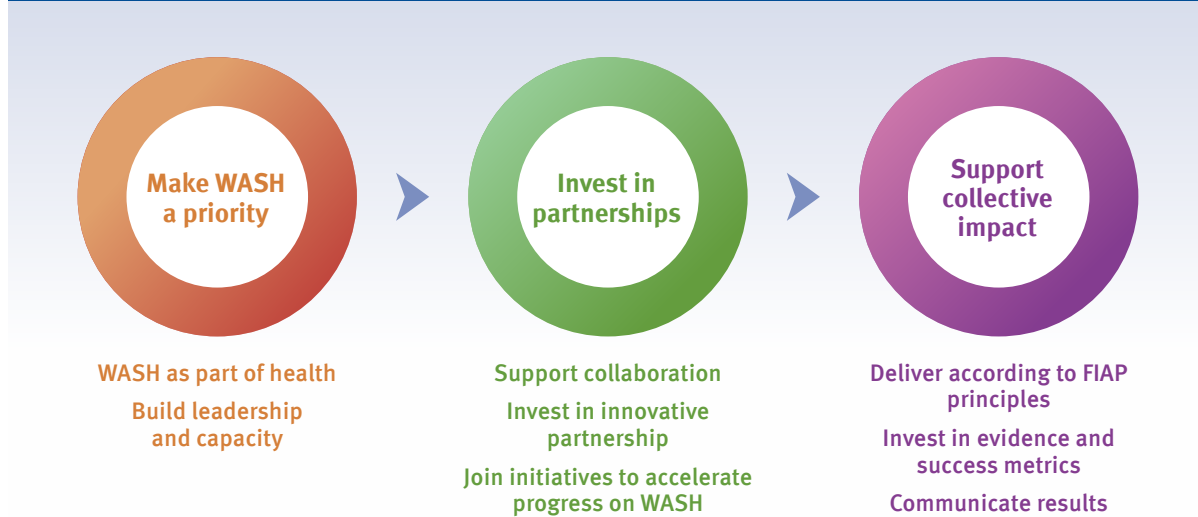 Make WASH
a priority
Invest in
partnerships
Support
collective
impact
WASH as part of health
Build leadership
and capacity
Support collaboration
Invest in innovative
partnership
Join initiatives to accelerate
progress on WASH
Deliver according to FIAP
principles
Invest in evidence and
success metrics
Communicate results